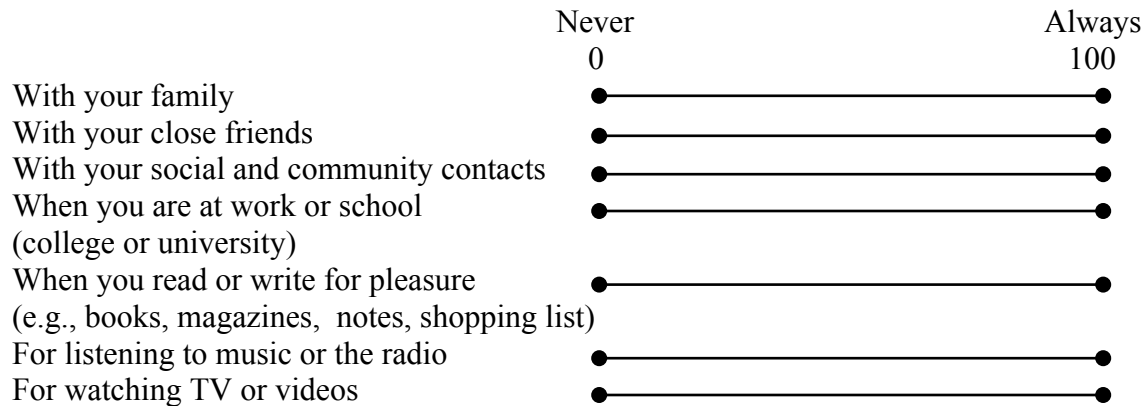 Never Always
0 100
With your family
With your close friends
With your social and community contacts
When you are at work or school
(college or university)
When you read or write for pleasure
(e.g., books, magazines,  notes, shopping list)
For listening to music or the radio
For watching TV or videos